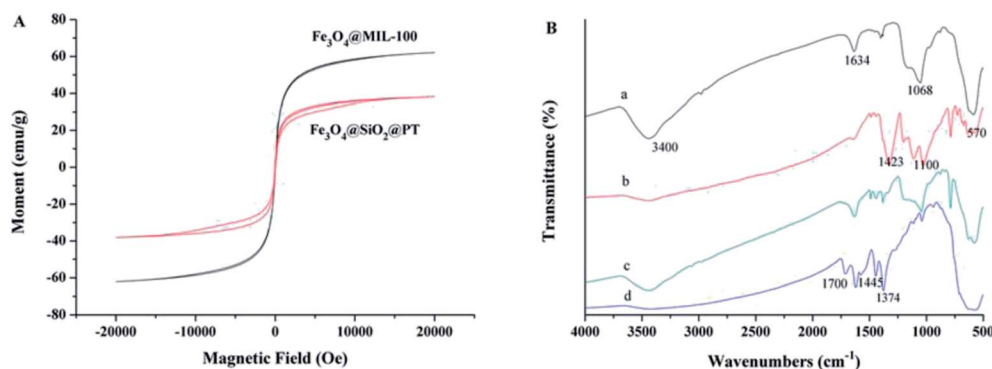 A
Fe₃O₄@MIL-100
Fe₃O₄@SiO₂@PT
Moment (emu/g)
80
60
40
20
0
-20
-40
-60
-80
-20000 -10000 0 10000 20000
Magnetic Field (Oe)
B
Transmittance (%)
a
3400
1634
1068
570
b
1423
1100
c
d
1700
1445
1374
4000 3500 3000 2500 2000 1500 1000 500
Wavenumbers (cm⁻¹)